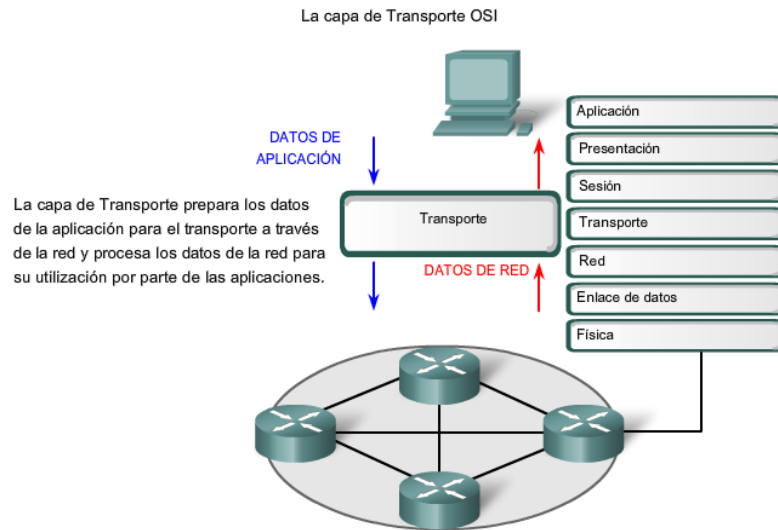 La capa de Transporte OSI
DATOS DE
APLICACIÓN
La capa de Transporte prepara los datos
de la aplicación para el transporte a través
de la red y procesa los datos de la red para
su utilización por parte de las aplicaciones.
Transporte
DATOS DE RED
Aplicación
Presentación
Sesión
Transporte
Red
Enlace de datos
Física